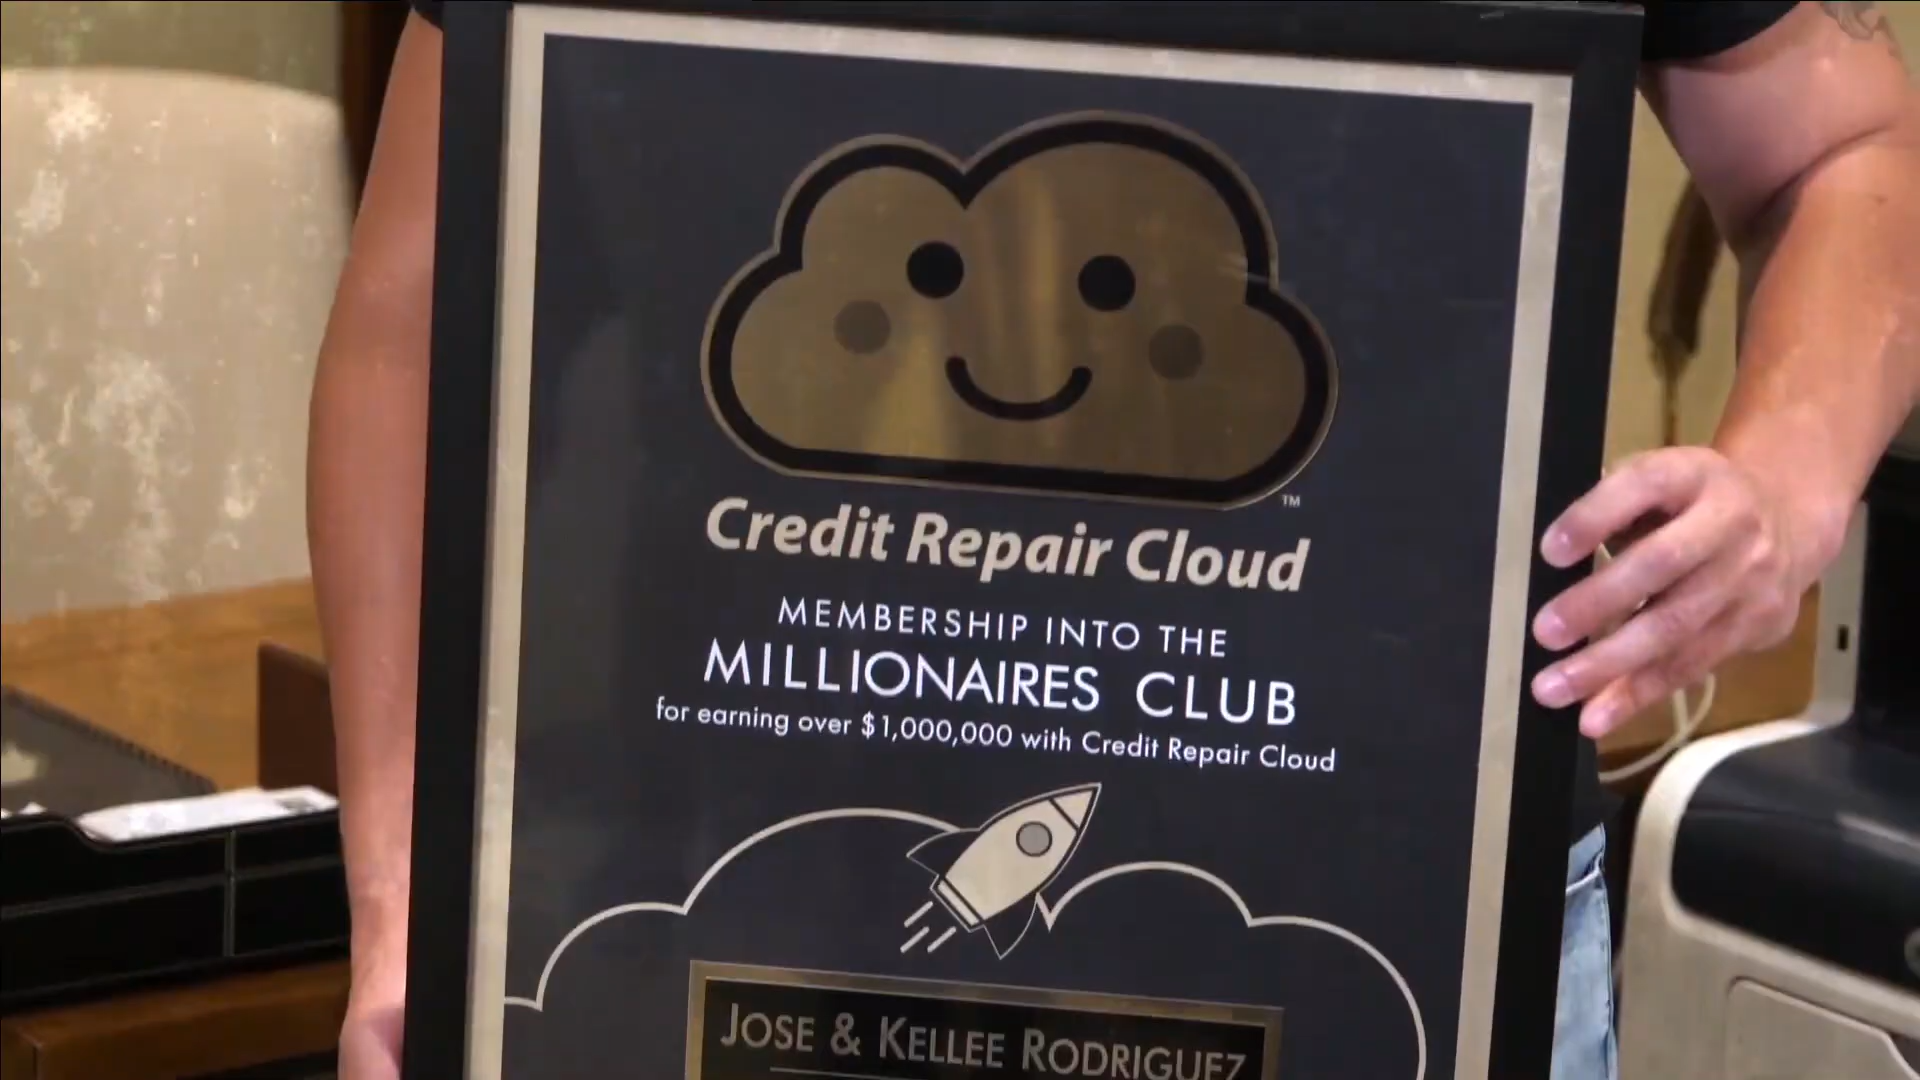 TM
Credit Repair Cloud
MEMBERSHIP INTO THE
MILLIONAIRES CLUB
for earning over $1,000,000 with Credit Repair Cloud
JOSE & KELLEE RODRIGUEZ